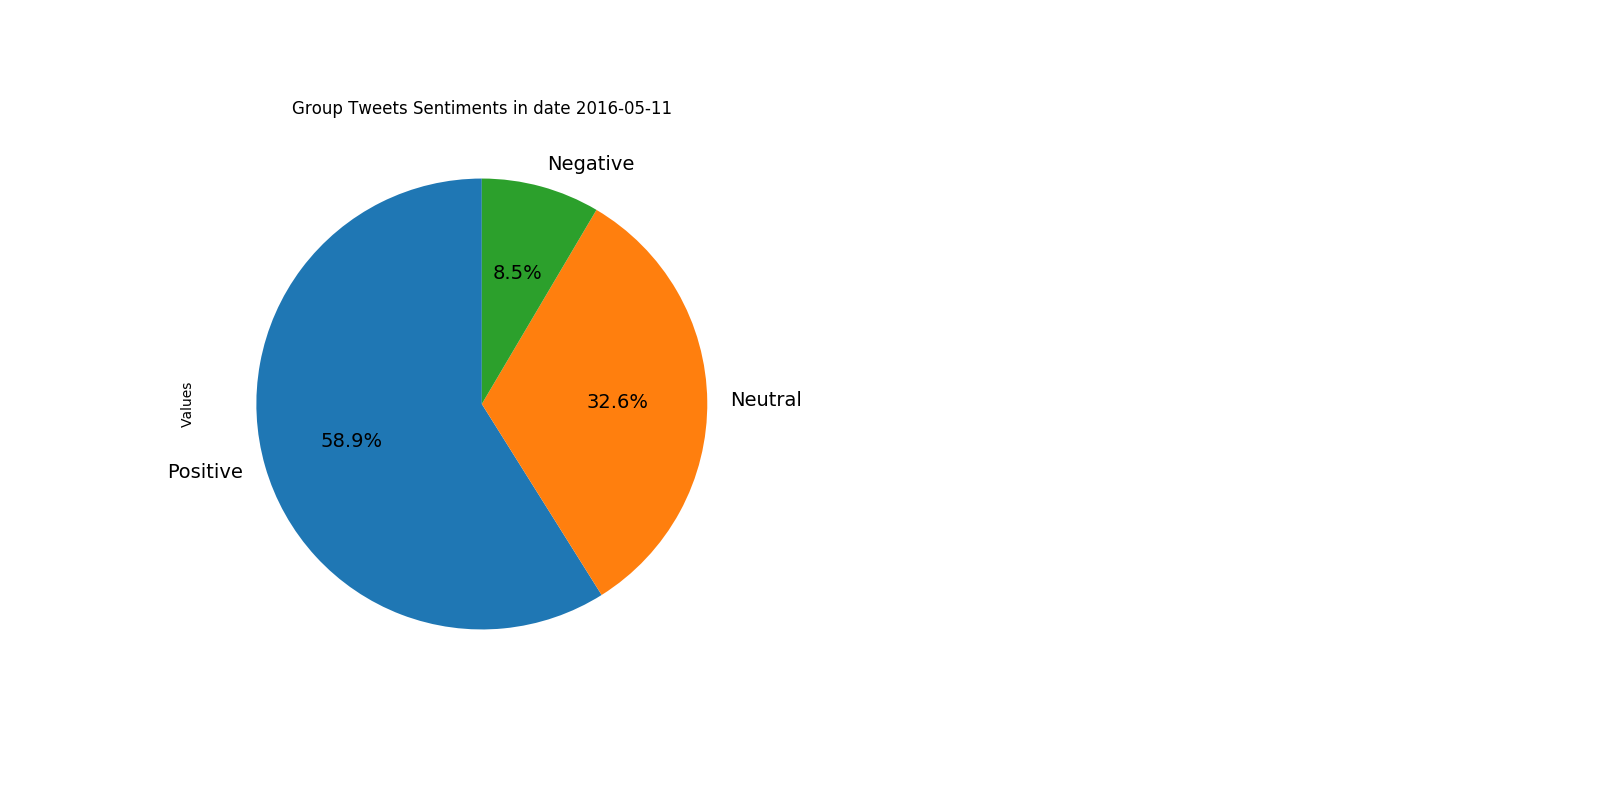 Group Tweets Sentiments in date 2016-05-11
Negative
8.5%
32.6%
Neutral
Values
58.9%
Positive